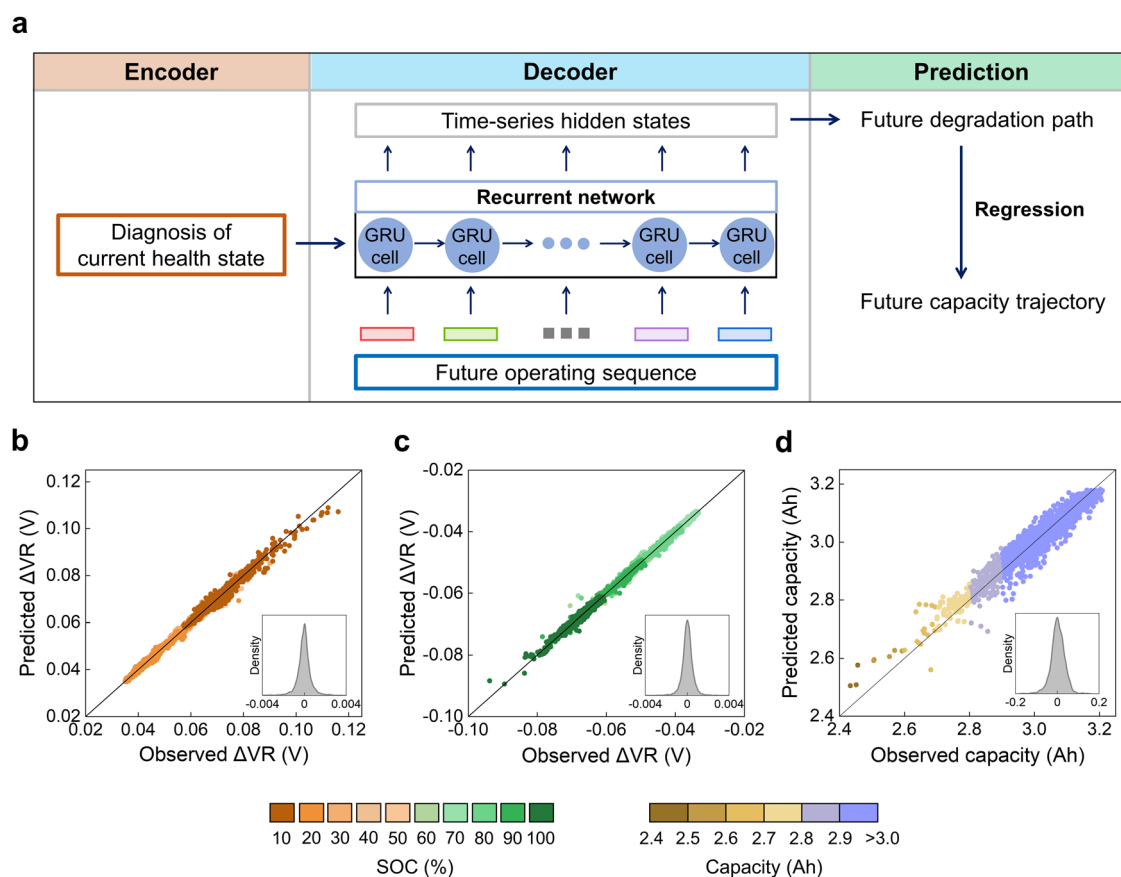 a
Encoder
Decoder
Prediction
Time-series hidden states
Future degradation path
Recurrent network
Regression
Diagnosis of
current health state
GRU
cell
GRU
cell
GRU
cell
GRU
cell
Future capacity trajectory
Future operating sequence
b
Predicted ΔVR (V)
0.12
0.10
0.08
0.06
0.04
0.02
0.02
0.04
0.06
0.08
0.10
0.12
Observed ΔVR (V)
Density
-0.004
0
0.004
c
Predicted ΔVR (V)
-0.02
-0.04
-0.06
-0.08
-0.10
-0.10
-0.08
-0.06
-0.04
-0.02
Observed ΔVR (V)
Density
-0.004
0
0.004
d
Predicted capacity (Ah)
3.2
3.0
2.8
2.6
2.4
2.4
2.6
2.8
3.0
3.2
Observed capacity (Ah)
Density
-0.2
0
0.2
10 20 30 40 50 60 70 80 90 100
SOC (%)
2.4 2.5 2.6 2.7 2.8 2.9 >3.0
Capacity (Ah)